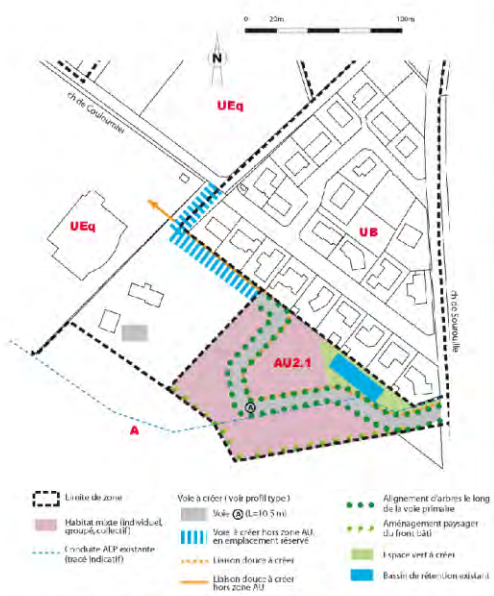 0 20m 100m
N
ch de Couloumier
UEq
UEq
UB
ch de Sourouille
AU2.1
A
A
Limite de zone
Habitat mixte (individuel,
groupé, collectif)
Conduite AEP existante
(tracé indicatif)
Voie à créer ( voir profil type )
Voie A (L=10.5 m)
Voie à créer hors zone AU,
en emplacement réservé
Liaison douce à créer
Liaison douce à créer
hors zone AU
Alignement d'arbres le long
de la voie primaire
Aménagement paysager
du front bâti
Espace vert à créer
Bassin de rétention existant